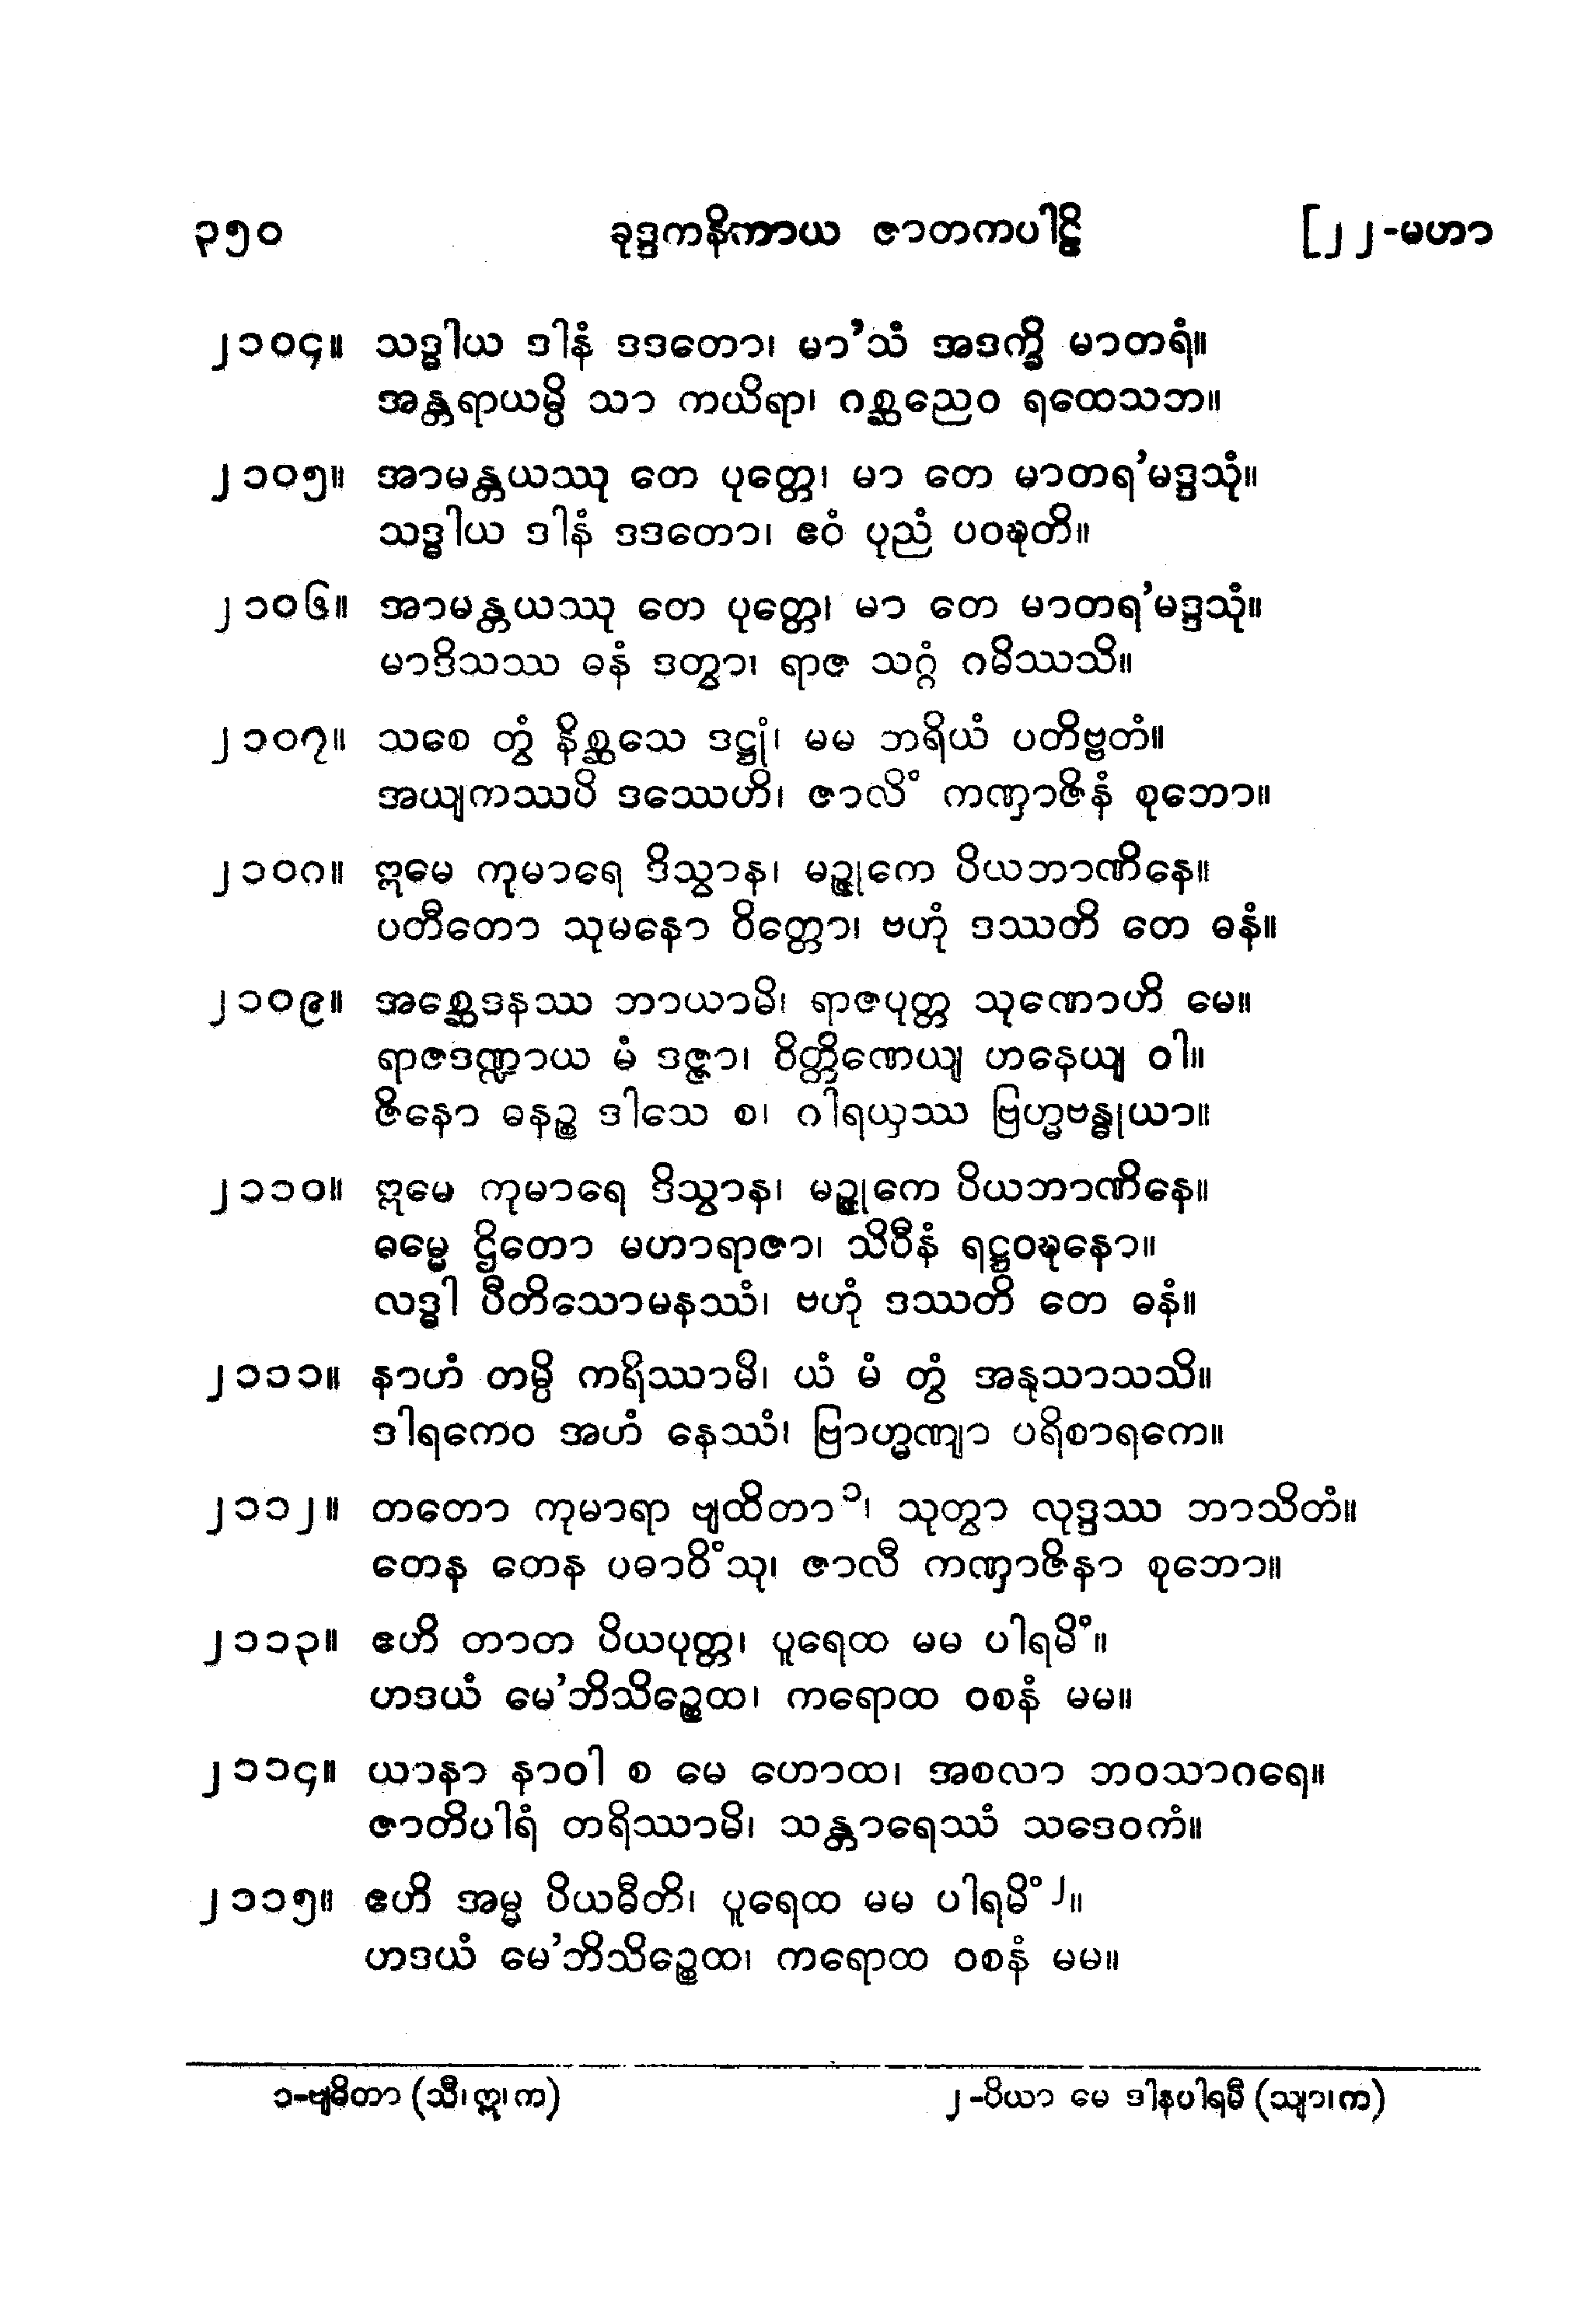 ၃၅၀ ခုဒ္ဒကနိကာယ ဇာတကပါဠိ [၂၂-မဟာ
၂၁၀၄။ သဒ္ဓါယ ဒါနံ ဒဒတော၊ မာ’သံ အဒက္ခိ မာတရံ။
အန္တရာယမ္ပိ သာ ကယိရာ၊ ဂစ္ဆညေဝ ရထေသဘ။
၂၁၀၅။ အာမန္တယဿု တေ ပုတ္တေ၊ မာ တေ မာတရ’မဒ္ဒသုံ။
သဒ္ဓါယ ဒါနံ ဒဒတော၊ ဧဝံ ပုညံ ပဝဍ္ဎတိ။
၂၁၀၆။ အာမန္တယဿု တေ ပုတ္တေ၊ မာ တေ မာတရ’မဒ္ဒသုံ။
မာဒိသဿ ဓနံ ဒတွာ၊ ရာဇ သဂ္ဂံ ဂမိဿသိ။
၂၁၀၇။ သစေ တွံ နိစ္ဆသေ ဒဋ္ဌုံ၊ မမ ဘရိယံ ပတိဗ္ဗတံ။
အယျကဿပိ ဒဿေဟိ၊ ဇာလိံ ကဏှာဇိနံ စုဘော။
၂၁၀၈။ ဣမေ ကုမာရေ ဒိသွာန၊ မဉ္ဇုကေ ပိယဘာဏိနေ။
ပတီတော သုမနော ဝိတ္တော၊ ဗဟုံ ဒဿတိ တေ ဓနံ။
၂၁၀၉။ အစ္ဆေဒနဿ ဘာယာမိ၊ ရာဇပုတ္တ သုဏောဟိ မေ။
ရာဇဒဏ္ဍာယ မံ ဒဇ္ဇာ၊ ဝိက္ကိဏေယျ ဟနေယျ ဝါ။
ဇိနော ဓနဉ္စ ဒါသေ စ၊ ဂါရယှဿ ဗြဟ္မဗန္ဓုယာ။
၂၁၁၀။ ဣမေ ကုမာရေ ဒိသွာန၊ မဉ္ဇုကေ ပိယဘာဏိနေ။
ဓမ္မေ ဌိတော မဟာရာဇာ၊ သိဝီနံ ရဋ္ဌဝဍ္ဎနော။
လဒ္ဓါ ပီတိသောမနဿံ၊ ဗဟုံ ဒဿတိ တေ ဓနံ။
၂၁၁၁။ နာဟံ တမ္ပိ ကရိဿာမိ၊ ယံ မံ တွံ အနုသာသသိ။
ဒါရကေဝ အဟံ နေဿံ၊ ဗြာဟ္မဏျာ ပရိစာရကေ။
၂၁၁၂။ တတော ကုမာရာ ဗျထိတာ၁၊ သုတွာ လုဒ္ဒဿ ဘာသိတံ။
တေန တေန ပဓာဝိံသု၊ ဇာလီ ကဏှာဇိနာ စုဘော။
၂၁၁၃။ ဧဟိ တာတ ပိယပုတ္တ၊ ပူရေထ မမ ပါရမိံ။
ဟဒယံ မေ’ဘိသိဉ္စေထ၊ ကရောထ ဝစနံ မမ။
၂၁၁၄။ ယာနာ နာဝါ စ မေ ဟောထ၊ အစလာ ဘဝသာဂရေ။
ဇာတိပါရံ တရိဿာမိ၊ သန္တာရေဿံ သဒေဝကံ။
၂၁၁၅။ ဧဟိ အမ္မ ပိယဓီတိ၊ ပူရေထ မမ ပါရမိံ၂။
ဟဒယံ မေ’ဘိသိဉ္စေထ၊ ကရောထ ဝစနံ မမ။
၁-ဗျဓိတာ (သီ၊ဣ၊က) ၂-ပိယာ မေ ဒါနပါရမီ (သျာ၊က)